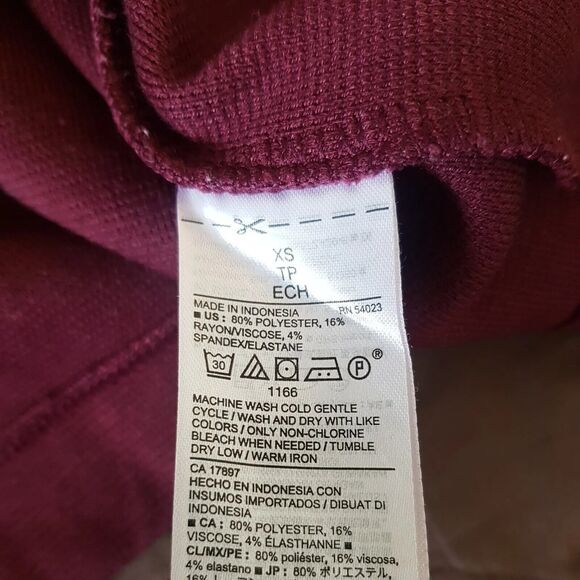 XS
TP
ECH
MADE IN INDONESIA RN 54023
■ US : 80% POLYESTER, 16%
RAYON/VISCOSE, 4%
SPANDEX/ELASTANE
30 P ®
1166
MACHINE WASH COLD GENTLE
CYCLE / WASH AND DRY WITH LIKE
COLORS / ONLY NON-CHLORINE
BLEACH WHEN NEEDED / TUMBLE
DRY LOW / WARM IRON
CA 17897
HECHO EN INDONESIA CON
INSUMOS IMPORTADOS / DIBUAT DI
INDONESIA
■ CA : 80% POLYESTER, 16%
VISCOSE, 4% ÉLASTHANNE ■
CL/MX/PE : 80% poliéster, 16% viscosa,
4% elastano ■ JP : 80% ポリエステル,
16%